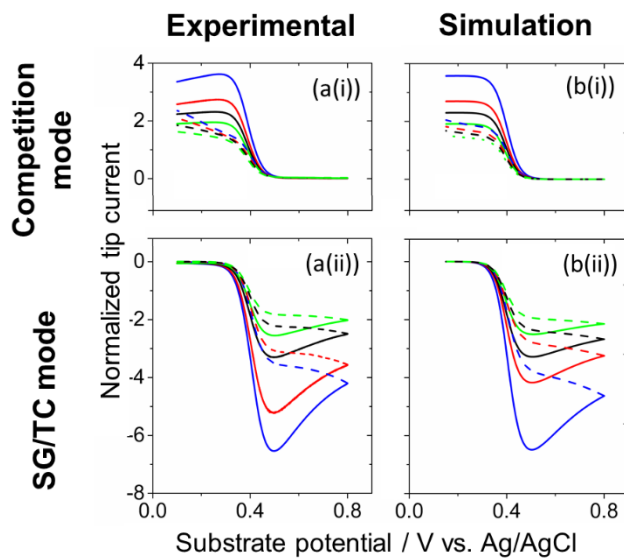 Experimental
Simulation
Competition
mode
SG/TC mode
Normalized tip current
4
2
0
(a(i))
(b(i))
0
-2
-4
-6
-8
(a(ii))
(b(ii))
0.0
0.4
0.8
0.0
0.4
0.8
Substrate potential / V vs. Ag/AgCl